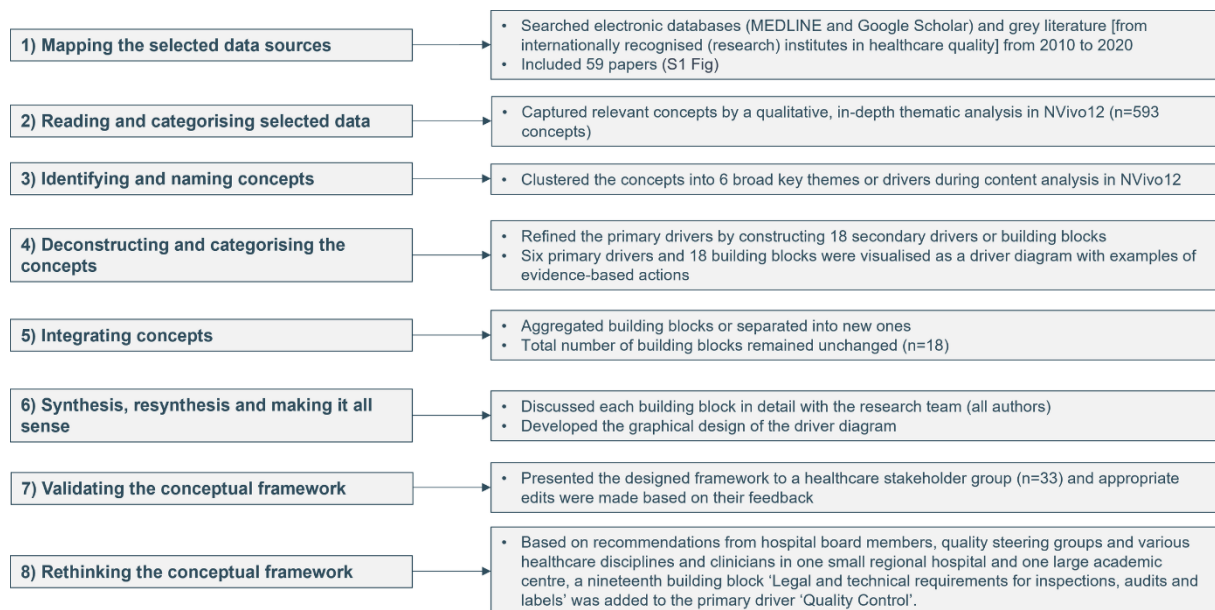 1) Mapping the selected data sources
• Searched electronic databases (MEDLINE and Google Scholar) and grey literature [from
internationally recognised (research) institutes in healthcare quality] from 2010 to 2020
• Included 59 papers (S1 Fig)
2) Reading and categorising selected data
• Captured relevant concepts by a qualitative, in-depth thematic analysis in NVivo12 (n=593
concepts)
3) Identifying and naming concepts
• Clustered the concepts into 6 broad key themes or drivers during content analysis in NVivo12
4) Deconstructing and categorising the
concepts
• Refined the primary drivers by constructing 18 secondary drivers or building blocks
• Six primary drivers and 18 building blocks were visualised as a driver diagram with examples of
evidence-based actions
5) Integrating concepts
• Aggregated building blocks or separated into new ones
• Total number of building blocks remained unchanged (n=18)
6) Synthesis, resynthesis and making it all
sense
• Discussed each building block in detail with the research team (all authors)
• Developed the graphical design of the driver diagram
7) Validating the conceptual framework
• Presented the designed framework to a healthcare stakeholder group (n=33) and appropriate
edits were made based on their feedback
8) Rethinking the conceptual framework
• Based on recommendations from hospital board members, quality steering groups and various
healthcare disciplines and clinicians in one small regional hospital and one large academic
centre, a nineteenth building block ‘Legal and technical requirements for inspections, audits and
labels’ was added to the primary driver ‘Quality Control’.